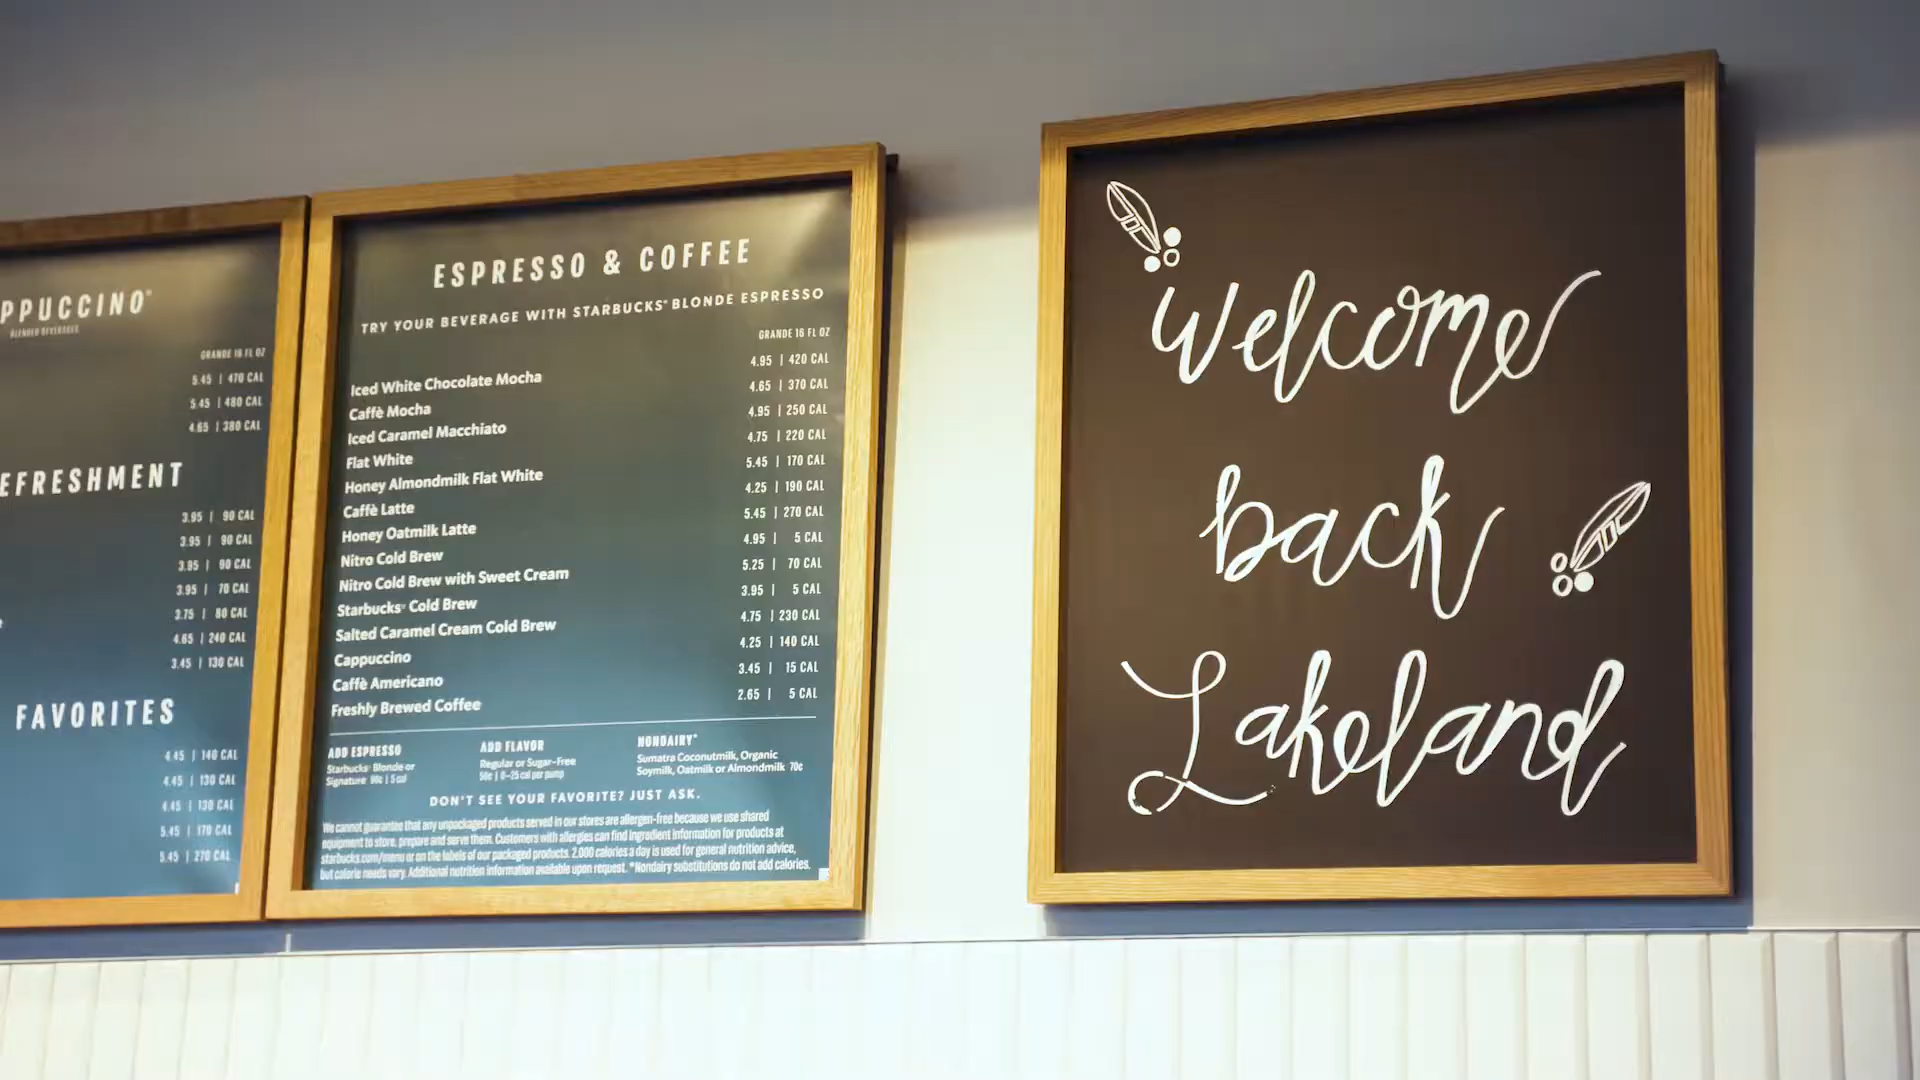 PPUCCINO®
BLENDED BEVERAGES
GRANDE 16 FL OZ
5.45 | 470 CAL
5.45 | 480 CAL
4.65 | 380 CAL
EFRESHMENT
3.95 | 90 CAL
3.95 | 90 CAL
3.95 | 90 CAL
3.95 | 70 CAL
3.75 | 80 CAL
4.65 | 240 CAL
3.45 | 130 CAL
FAVORITES
4.45 | 140 CAL
4.45 | 130 CAL
4.45 | 130 CAL
5.45 | 170 CAL
5.45 | 270 CAL
ESPRESSO & COFFEE
TRY YOUR BEVERAGE WITH STARBUCKS® BLONDE ESPRESSO
GRANDE 16 FL OZ
Iced White Chocolate Mocha 4.95 | 420 CAL
Caffè Mocha 4.65 | 370 CAL
Iced Caramel Macchiato 4.95 | 250 CAL
Flat White 4.75 | 220 CAL
Honey Almondmilk Flat White 5.45 | 170 CAL
Caffè Latte 4.25 | 190 CAL
Honey Oatmilk Latte 5.45 | 270 CAL
Nitro Cold Brew 4.95 | 5 CAL
Nitro Cold Brew with Sweet Cream 5.25 | 70 CAL
Starbucks® Cold Brew 3.95 | 5 CAL
Salted Caramel Cream Cold Brew 4.75 | 230 CAL
Cappuccino 4.25 | 140 CAL
Caffè Americano 3.45 | 15 CAL
Freshly Brewed Coffee 2.65 | 5 CAL
ADD ESPRESSO
Starbucks® Blonde or
Signature 90¢ | 5 cal
ADD FLAVOR
Regular or Sugar-Free
50¢ | 0–25 cal per pump
NONDAIRY*
Sumatra Coconutmilk, Organic
Soymilk, Oatmilk or Almondmilk 70¢
DON'T SEE YOUR FAVORITE? JUST ASK.
We cannot guarantee that any unpackaged products served in our stores are allergen-free because we use shared
equipment to store, prepare and serve them. Customers with allergies can find ingredient information for products at
starbucks.com/menu or on the labels of our packaged products. 2,000 calories a day is used for general nutrition advice,
but calorie needs vary. Additional nutrition information available upon request. *Nondairy substitutions do not add calories.
Welcome
back
Lakeland